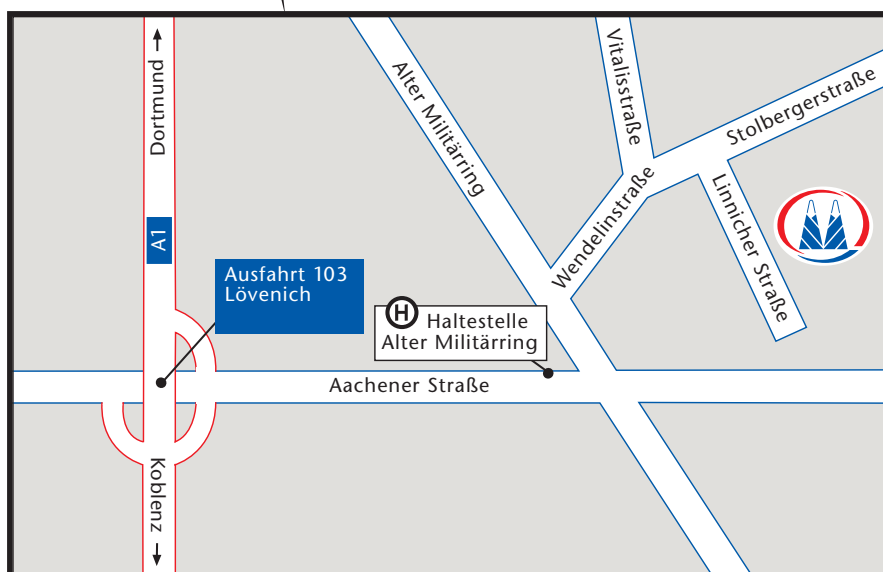 Dortmund
A1
Koblenz
Ausfahrt 103
Lövenich
H Haltestelle
Alter Militärring
Aachener Straße
Alter Militärring
Vitalisstraße
Stolbergerstraße
Wendelinstraße
Linnicher Straße